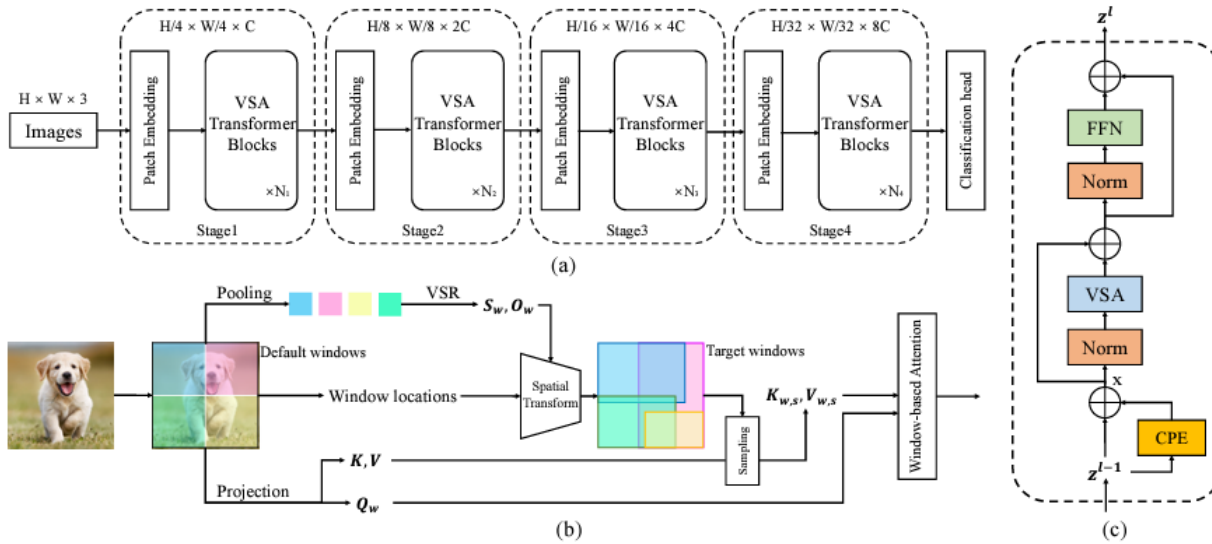 H/4 × W/4 × C
H/8 × W/8 × 2C
H/16 × W/16 × 4C
H/32 × W/32 × 8C
H × W × 3
Images
Patch Embedding
VSA
Transformer
Blocks
×N₁
Stage1
Patch Embedding
VSA
Transformer
Blocks
×N₂
Stage2
Patch Embedding
VSA
Transformer
Blocks
×N₃
Stage3
Patch Embedding
VSA
Transformer
Blocks
×N₄
Stage4
Classification head
(a)
Pooling
VSR
S_w, O_w
Default windows
Window locations
Spatial
Transform
Target windows
Sampling
K_{w,s}, V_{w,s}
Window-based Attention
K, V
Projection
Q_w
(b)
z^l
FFN
Norm
VSA
Norm
x
CPE
z^{l-1}
(c)